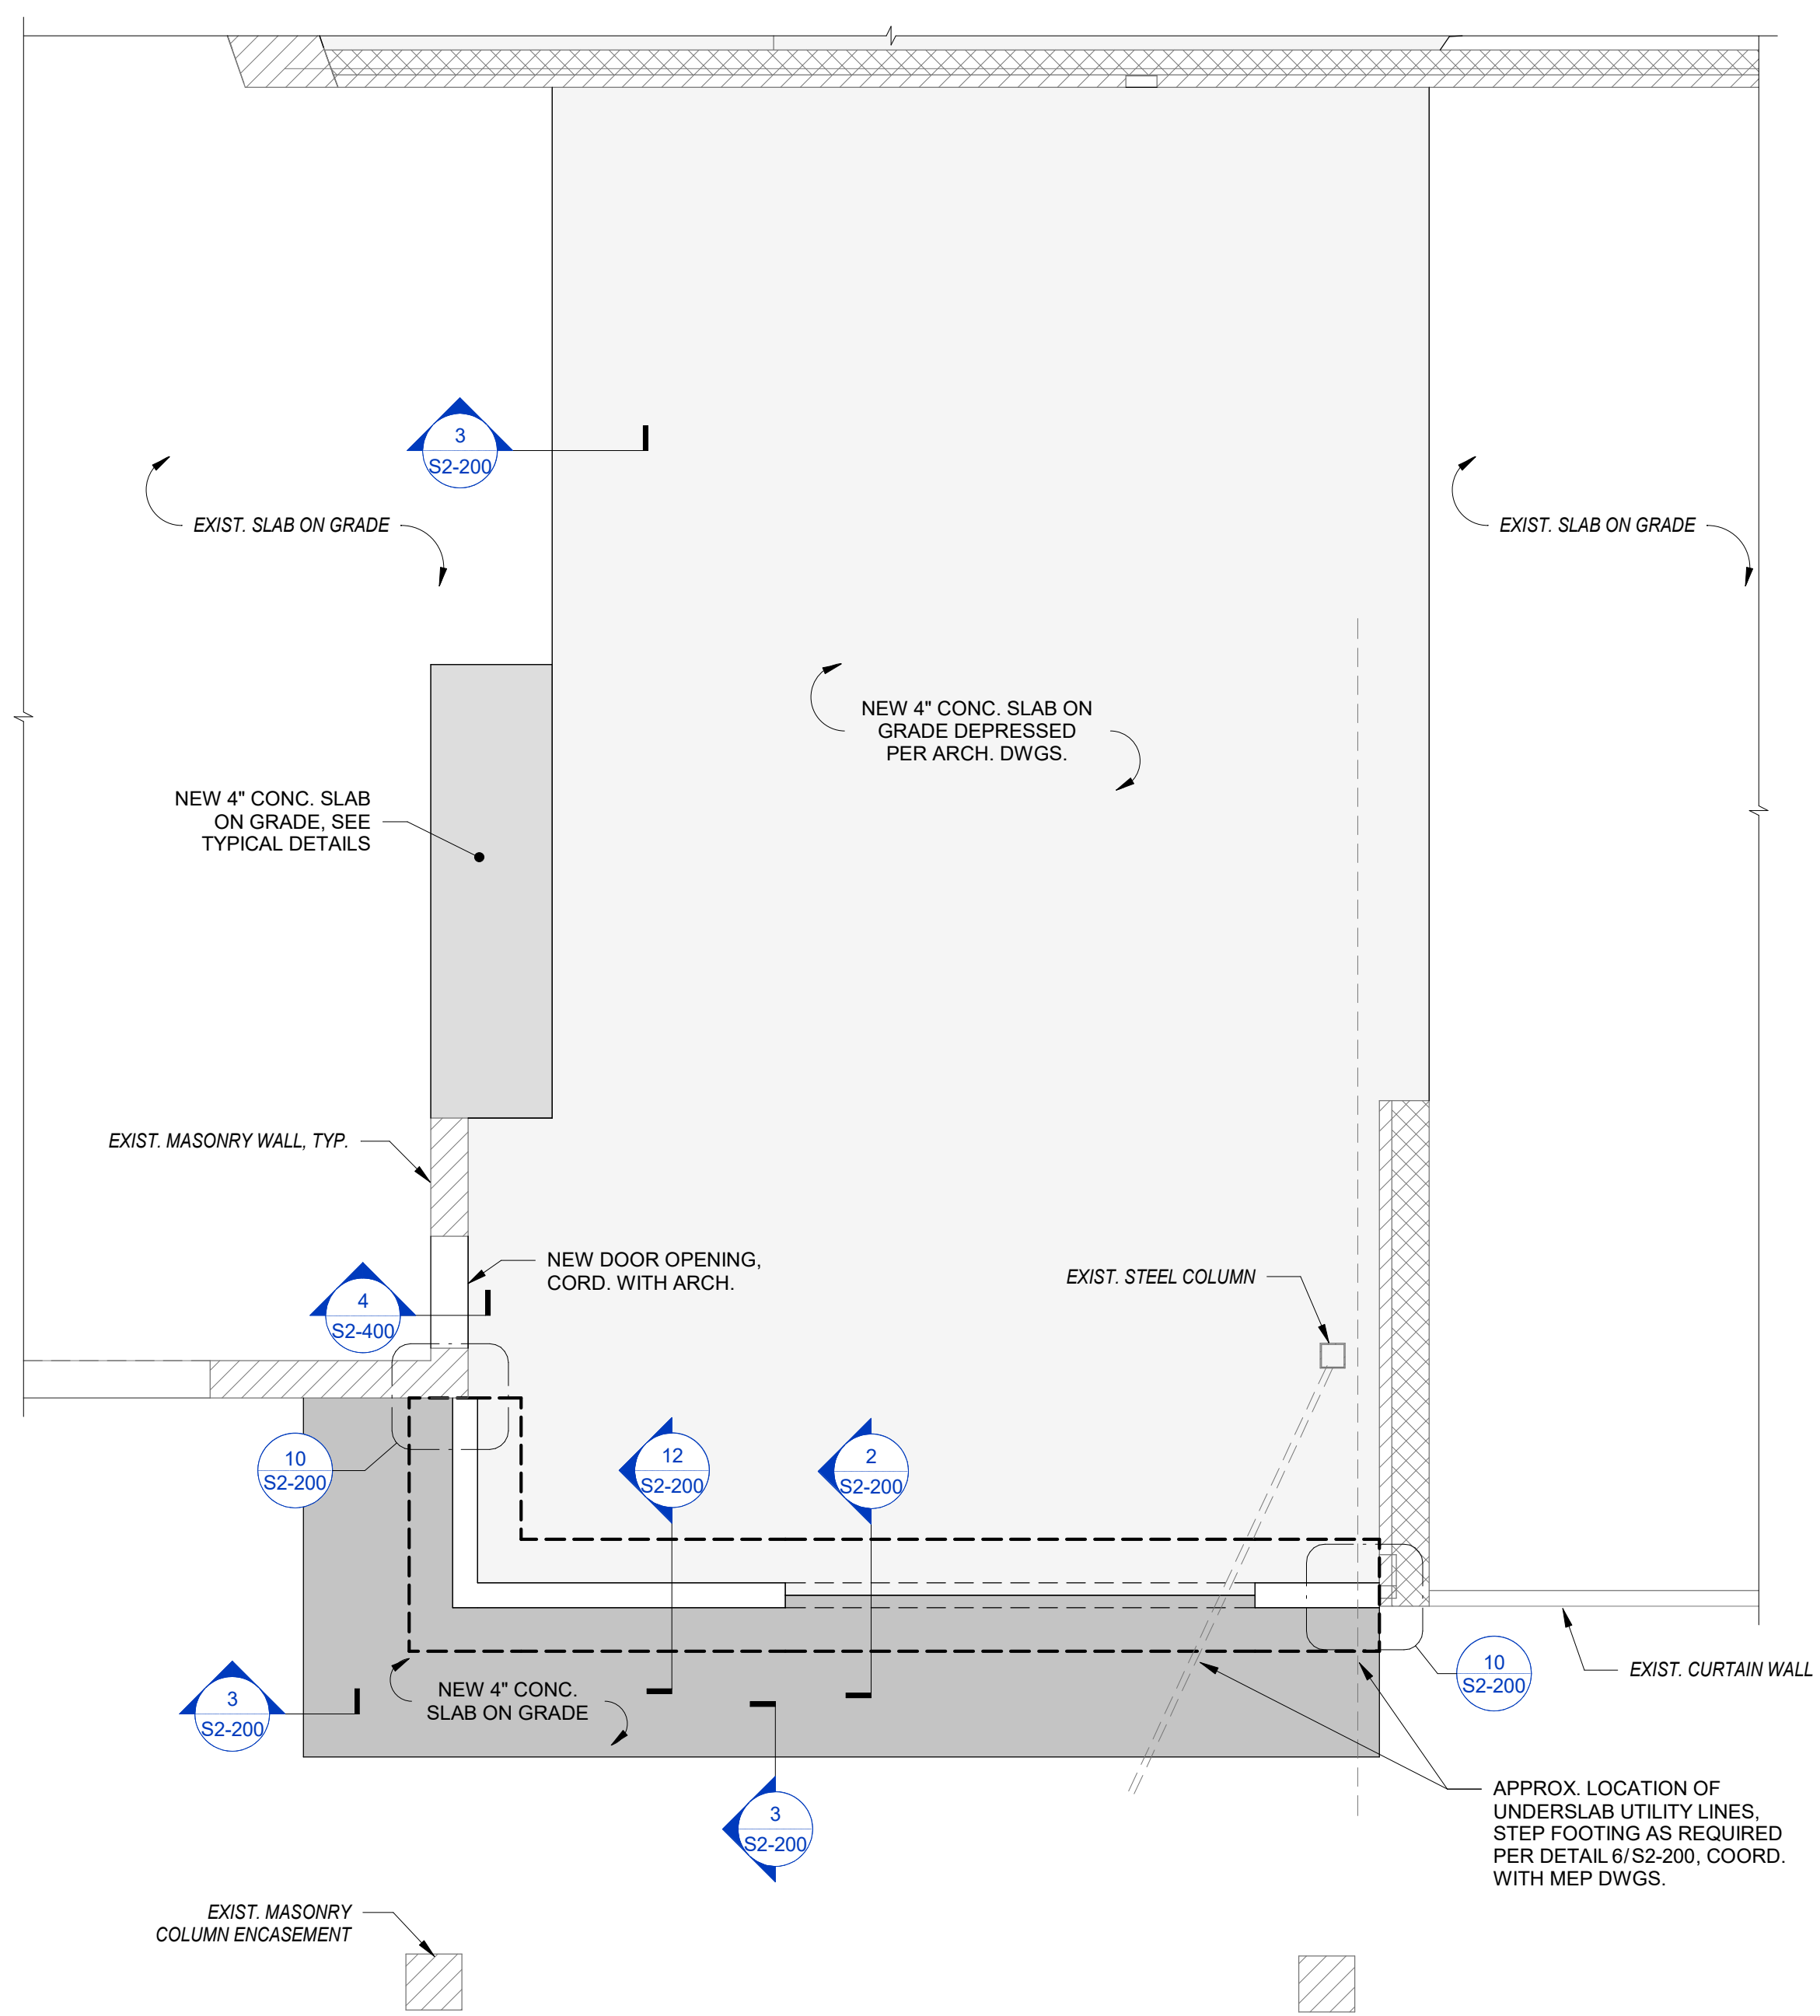 3
S2-200
EXIST. SLAB ON GRADE
EXIST. SLAB ON GRADE
NEW 4" CONC. SLAB ON
GRADE DEPRESSED
PER ARCH. DWGS.
NEW 4" CONC. SLAB
ON GRADE, SEE
TYPICAL DETAILS
EXIST. MASONRY WALL, TYP.
NEW DOOR OPENING,
CORD. WITH ARCH.
EXIST. STEEL COLUMN
4
S2-400
10
S2-200
12
S2-200
2
S2-200
3
S2-200
NEW 4" CONC.
SLAB ON GRADE
10
S2-200
EXIST. CURTAIN WALL
3
S2-200
APPROX. LOCATION OF
UNDERSLAB UTILITY LINES,
STEP FOOTING AS REQUIRED
PER DETAIL 6/S2-200, COORD.
WITH MEP DWGS.
EXIST. MASONRY
COLUMN ENCASEMENT